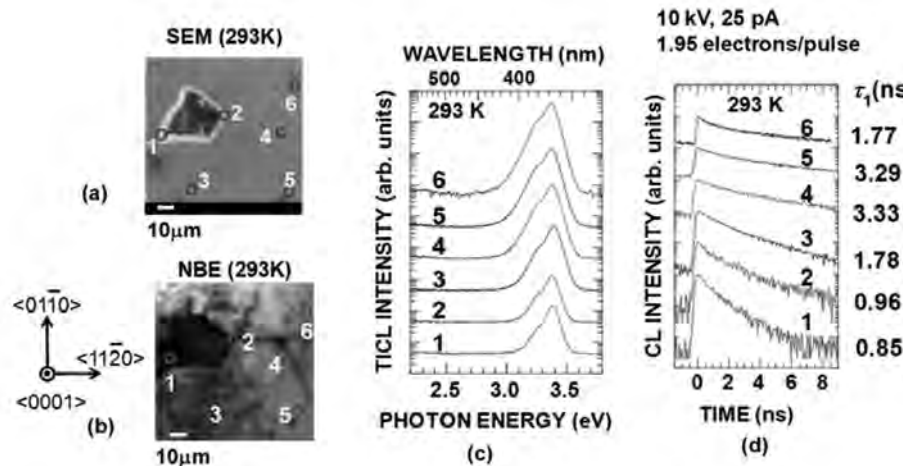 SEM (293K)
1
2
3
4
5
6
(a)
10μm
NBE (293K)
1
2
3
4
5
6
(b)
10μm
<011̅0>
<112̅0>
<0001>
WAVELENGTH (nm)
500 400
293 K
6
5
4
3
2
1
TICL INTENSITY (arb. units)
2.5 3.0 3.5
PHOTON ENERGY (eV)
(c)
10 kV, 25 pA
1.95 electrons/pulse
293 K
τ1(ns
6 1.77
5 3.29
4 3.33
3 1.78
2 0.96
1 0.85
CL INTENSITY (arb. units)
0 2 4 6 8
TIME (ns)
(d)